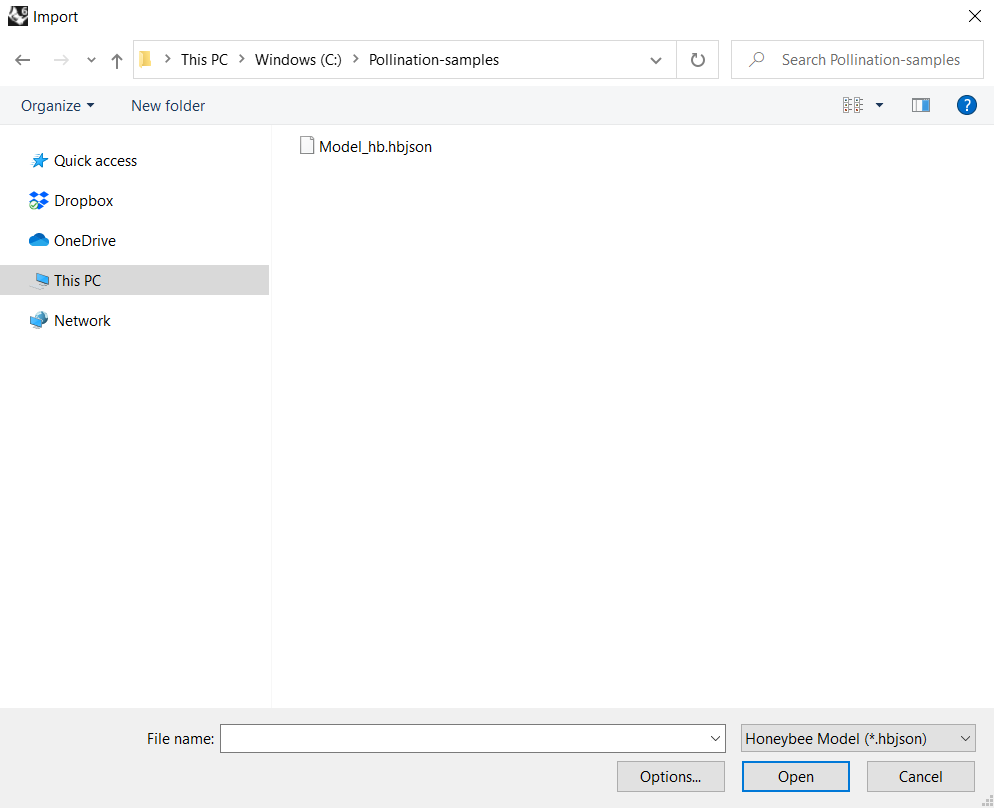 Import
This PC > Windows (C:) > Pollination-samples
Search Pollination-samples
Organize
New folder
?
Quick access
Dropbox
OneDrive
This PC
Network
Model_hb.hbjson
File name:
Honeybee Model (*.hbjson)
Options...
Open
Cancel